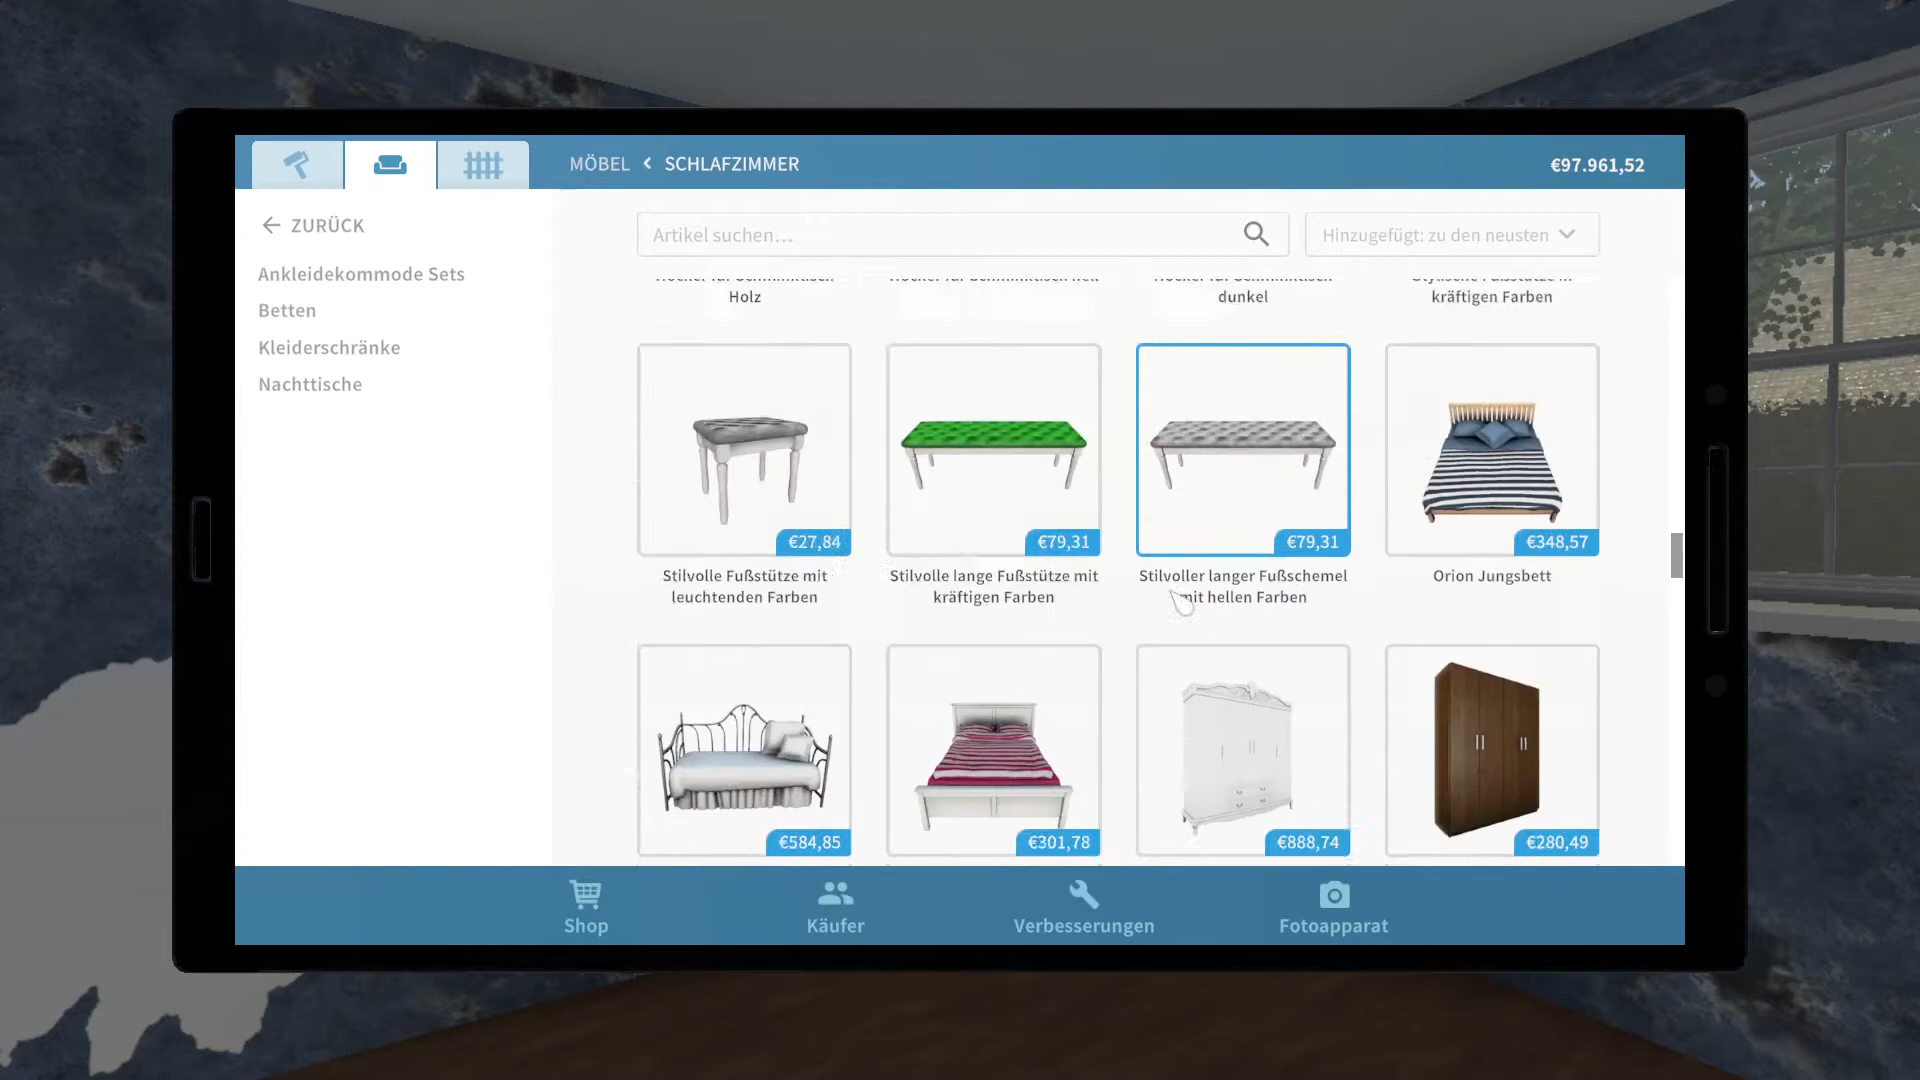 MÖBEL < SCHLAFZIMMER
€97.961,52
← ZURÜCK
Ankleidekommode Sets
Betten
Kleiderschränke
Nachttische
Artikel suchen...
Hinzugefügt: zu den neusten
Holz
dunkel
kräftigen Farben
€27,84
€79,31
€79,31
€348,57
Stilvolle Fußstütze mit
leuchtenden Farben
Stilvolle lange Fußstütze mit
kräftigen Farben
Stilvoller langer Fußschemel
mit hellen Farben
Orion Jungsbett
€584,85
€301,78
€888,74
€280,49
Shop
Käufer
Verbesserungen
Fotoapparat